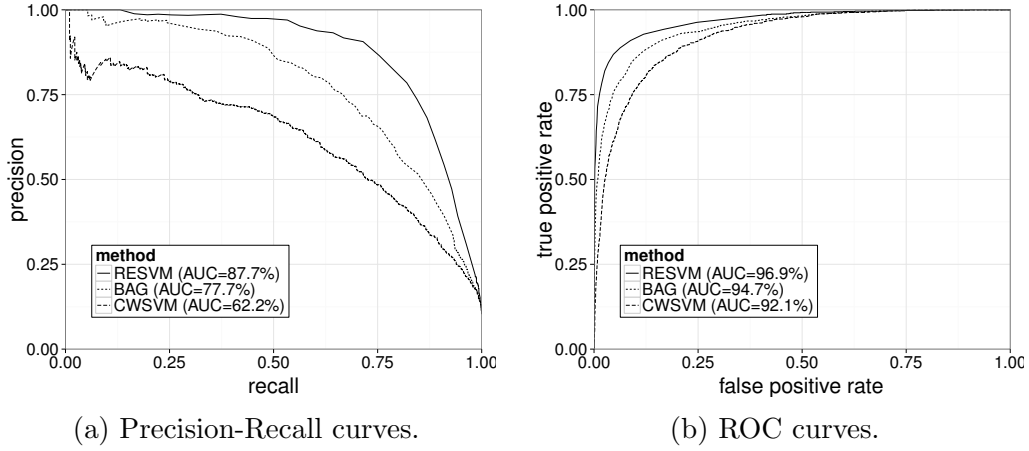 1.00
0.75
0.50
0.25
0.00
precision
method
RESVM (AUC=87.7%)
BAG (AUC=77.7%)
CWSVM (AUC=62.2%)
0.00 0.25 0.50 0.75 1.00
recall
(a) Precision-Recall curves.
1.00
0.75
0.50
0.25
0.00
true positive rate
method
RESVM (AUC=96.9%)
BAG (AUC=94.7%)
CWSVM (AUC=92.1%)
0.00 0.25 0.50 0.75 1.00
false positive rate
(b) ROC curves.